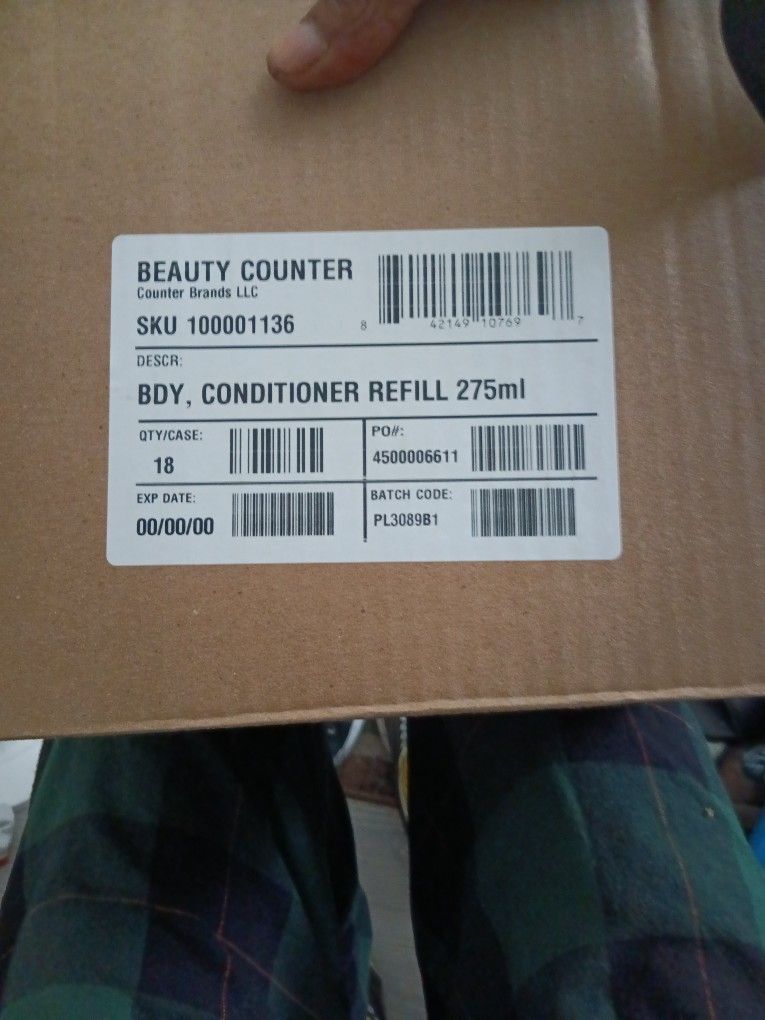 BEAUTY COUNTER
Counter Brands LLC
SKU 100001136
8 42149 10769 7
DESCR:
BDY, CONDITIONER REFILL 275ml
QTY/CASE:
18
PO#:
4500006611
EXP DATE:
00/00/00
BATCH CODE:
PL3089B1